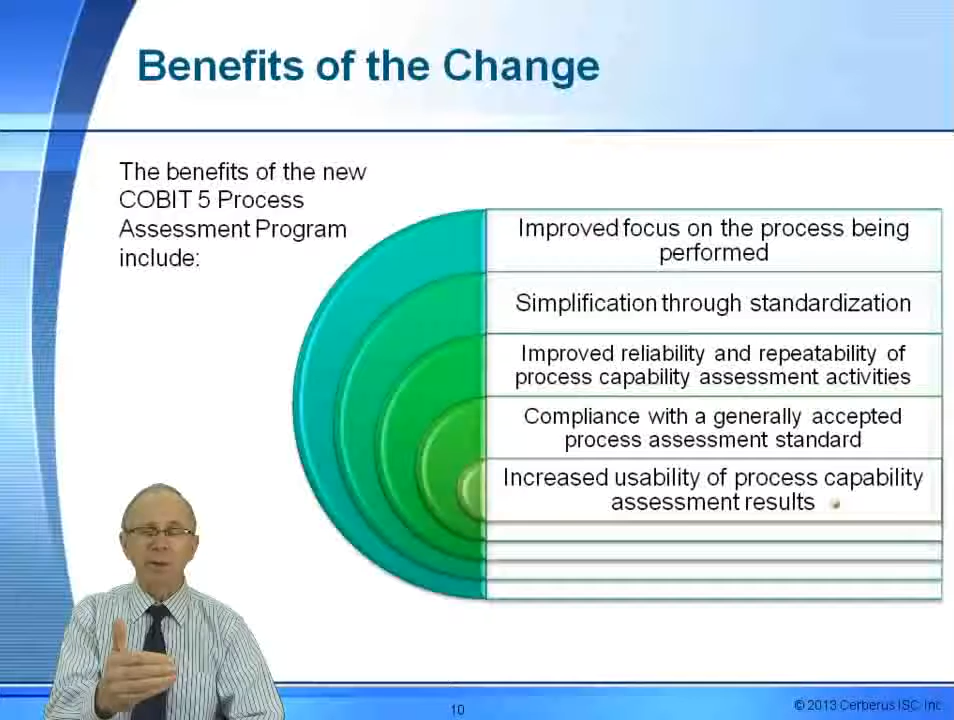 Benefits of the Change
The benefits of the new
COBIT 5 Process
Assessment Program
include:
Improved focus on the process being
performed
Simplification through standardization
Improved reliability and repeatability of
process capability assessment activities
Compliance with a generally accepted
process assessment standard
Increased usability of process capability
assessment results
10
© 2013 Cerberus ISC Inc